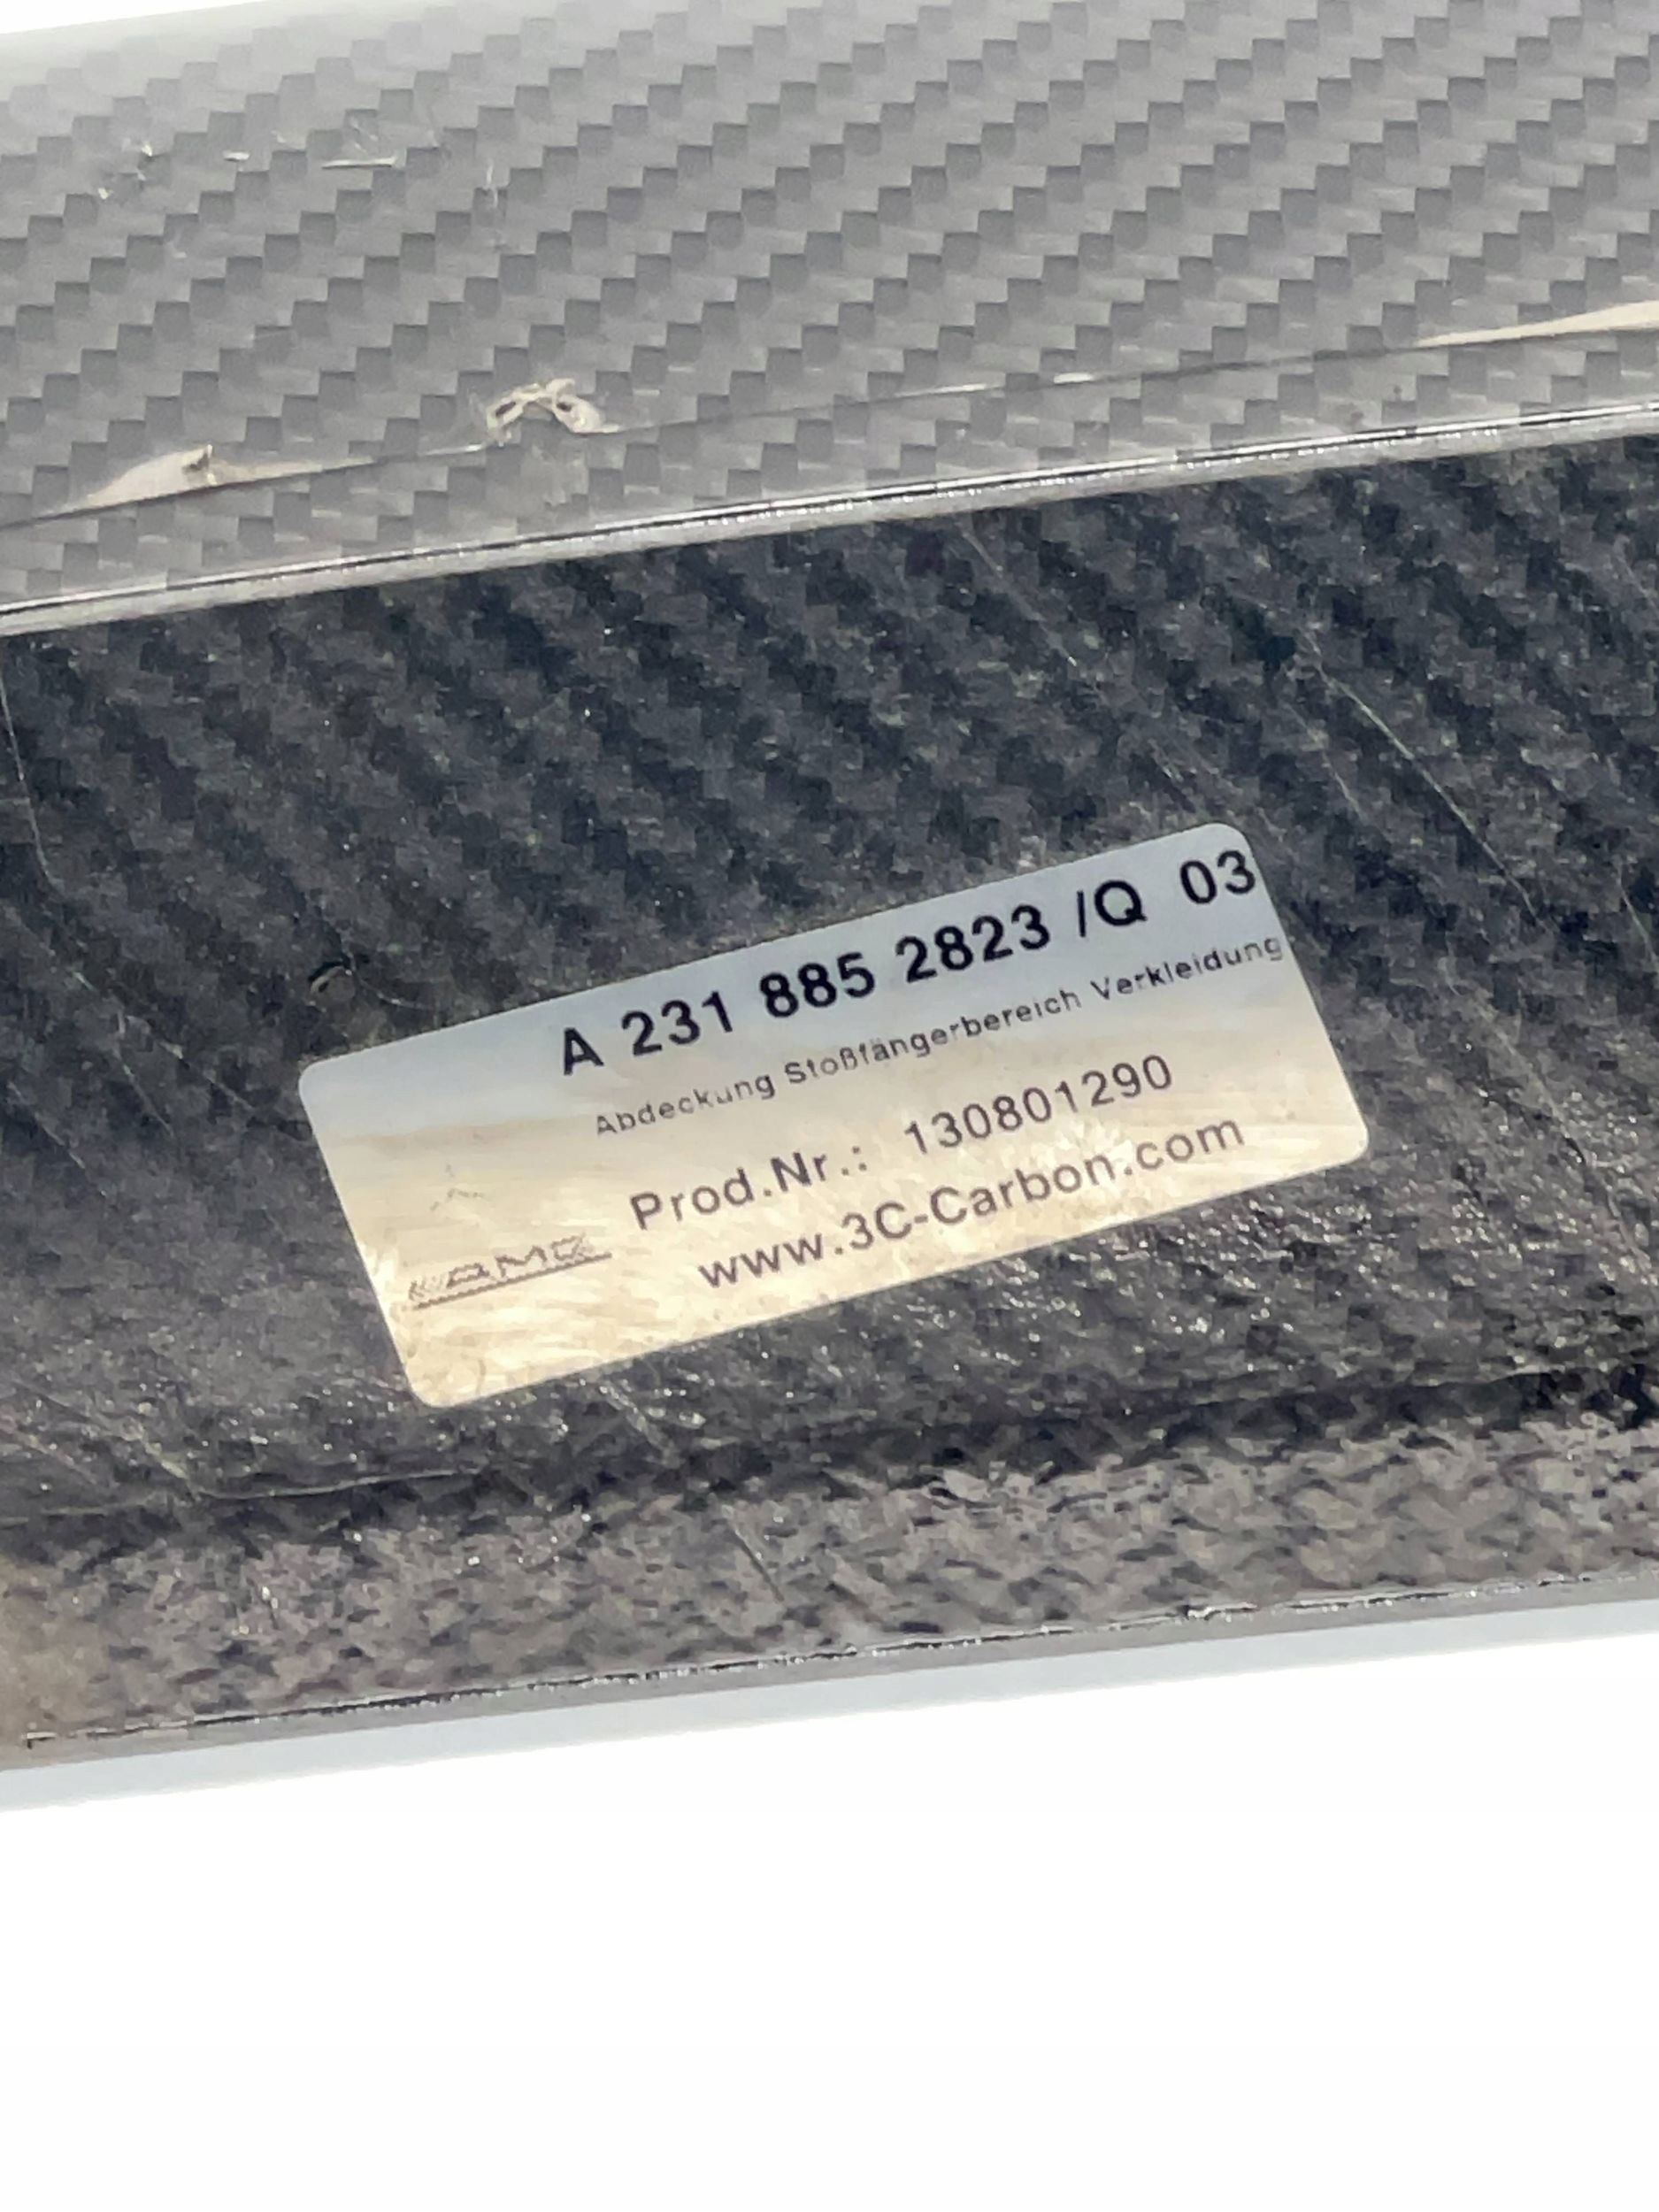 A 231 885 2823 /Q 03
Abdeckung Stoßfängerbereich Verkleidung
Prod.Nr.: 130801290
www.3C-Carbon.com
AMG